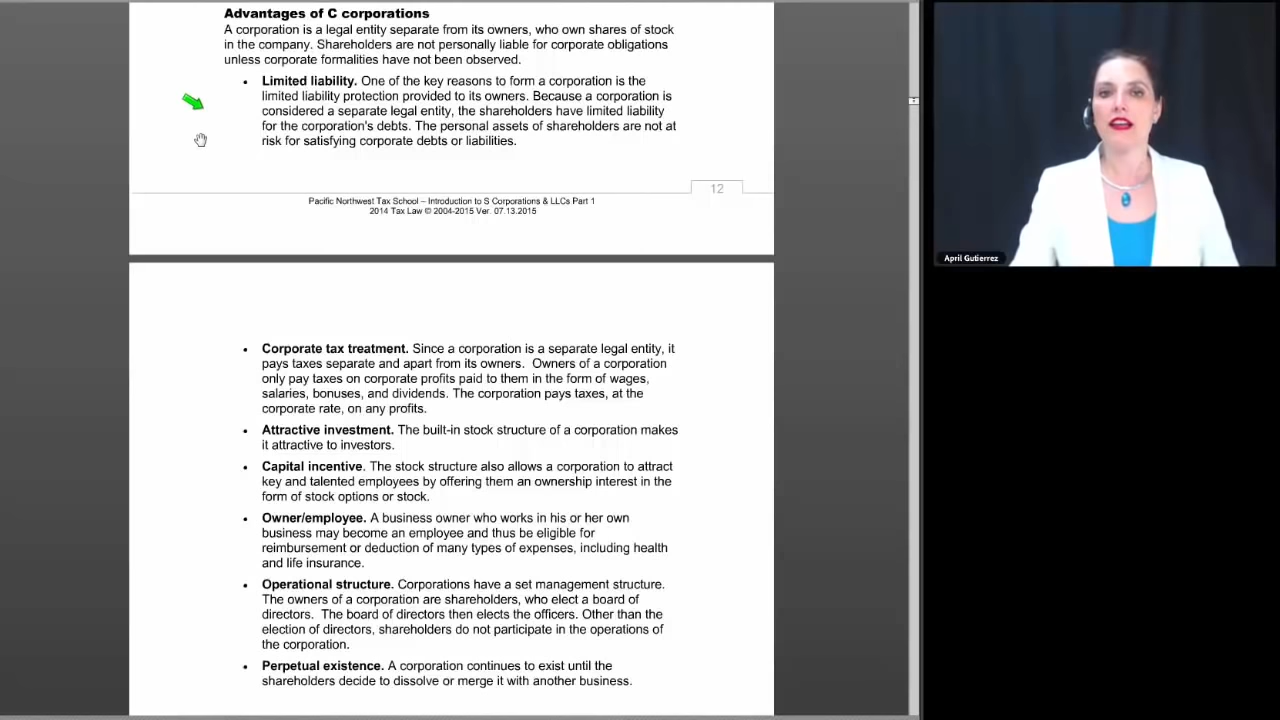 Advantages of C corporations
A corporation is a legal entity separate from its owners, who own shares of stock
in the company. Shareholders are not personally liable for corporate obligations
unless corporate formalities have not been observed.
• Limited liability. One of the key reasons to form a corporation is the
limited liability protection provided to its owners. Because a corporation is
considered a separate legal entity, the shareholders have limited liability
for the corporation's debts. The personal assets of shareholders are not at
risk for satisfying corporate debts or liabilities.
12
Pacific Northwest Tax School – Introduction to S Corporations & LLCs Part 1
2014 Tax Law © 2004-2015 Ver. 07.13.2015
• Corporate tax treatment. Since a corporation is a separate legal entity, it
pays taxes separate and apart from its owners. Owners of a corporation
only pay taxes on corporate profits paid to them in the form of wages,
salaries, bonuses, and dividends. The corporation pays taxes, at the
corporate rate, on any profits.
• Attractive investment. The built-in stock structure of a corporation makes
it attractive to investors.
• Capital incentive. The stock structure also allows a corporation to attract
key and talented employees by offering them an ownership interest in the
form of stock options or stock.
• Owner/employee. A business owner who works in his or her own
business may become an employee and thus be eligible for
reimbursement or deduction of many types of expenses, including health
and life insurance.
• Operational structure. Corporations have a set management structure.
The owners of a corporation are shareholders, who elect a board of
directors. The board of directors then elects the officers. Other than the
election of directors, shareholders do not participate in the operations of
the corporation.
• Perpetual existence. A corporation continues to exist until the
shareholders decide to dissolve or merge it with another business.
April Gutierrez